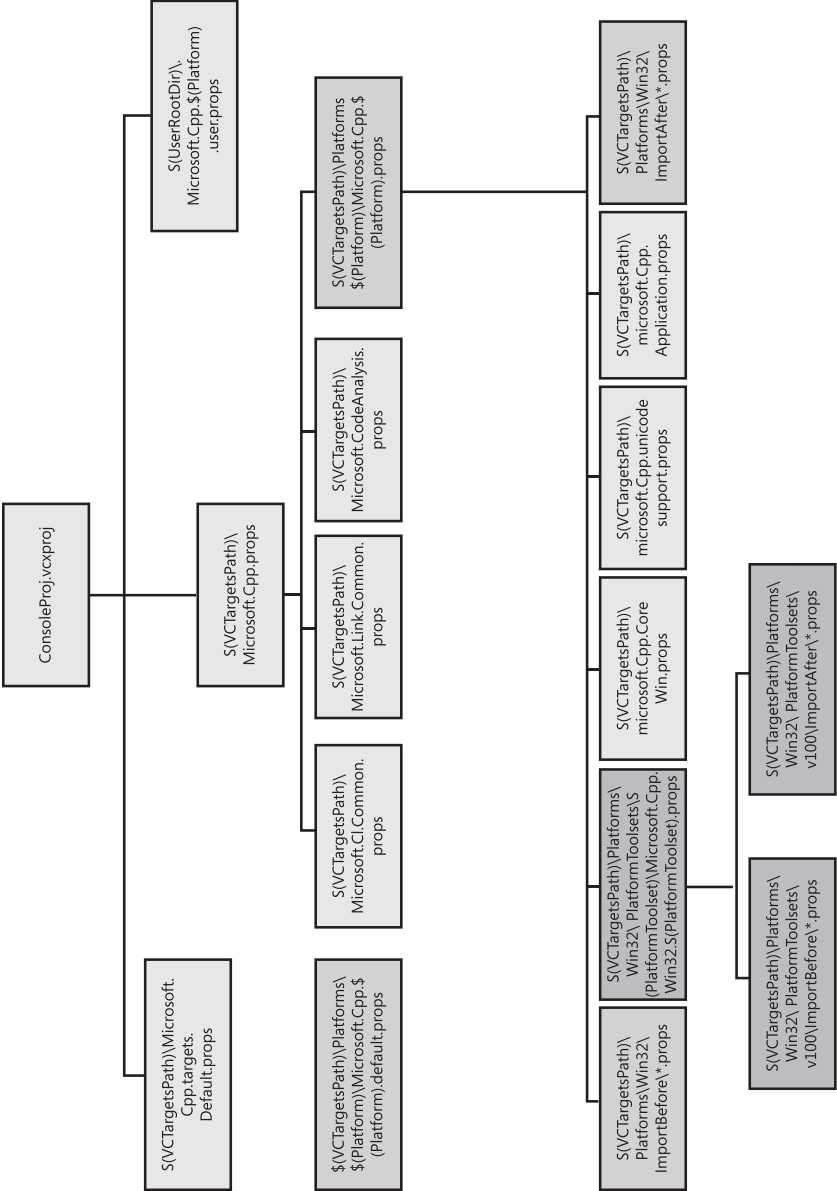 ConsoleProj.vcxproj
S(VCTargetsPath)\Microsoft.
Cpp.targets.
Default.props
S(VCTargetsPath)\
Microsoft.Cpp.props
S(UserRootDir)\.
Microsoft.Cpp.$(Platform)
.user.props
$(VCTargetsPath)\Platforms\
$(Platform)\Microsoft.Cpp.$
(Platform).default.props
S(VCTargetsPath)\
Microsoft.Cl.Common.
props
S(VCTargetsPath)\
Microsoft.Link.Common.
props
S(VCTargetsPath)\
Microsoft.CodeAnalysis.
props
S(VCTargetsPath)\Platforms
$(Platform)\Microsoft.Cpp.$
(Platform).props
S(VCTargetsPath)\
Platforms\Win32\
ImportBefore\*.props
S(VCTargetsPath)\Platforms\
Win32\ PlatformToolsets\S
(PlatformToolset)\Microsoft.Cpp.
Win32.S(PlatformToolset).props
S(VCTargetsPath)\
microsoft.Cpp.Core
Win.props
S(VCTargetsPath)\
microsoft.Cpp.unicode
support.props
S(VCTargetsPath)\
microsoft.Cpp.
Application.props
S(VCTargetsPath)\
Platforms\Win32\
ImportAfter\*.props
S(VCTargetsPath)\Platforms\
Win32\ PlatformToolsets\
v100\ImportBefore\*.props
S(VCTargetsPath)\Platforms\
Win32\ PlatformToolsets\
v100\ImportAfter\*.props